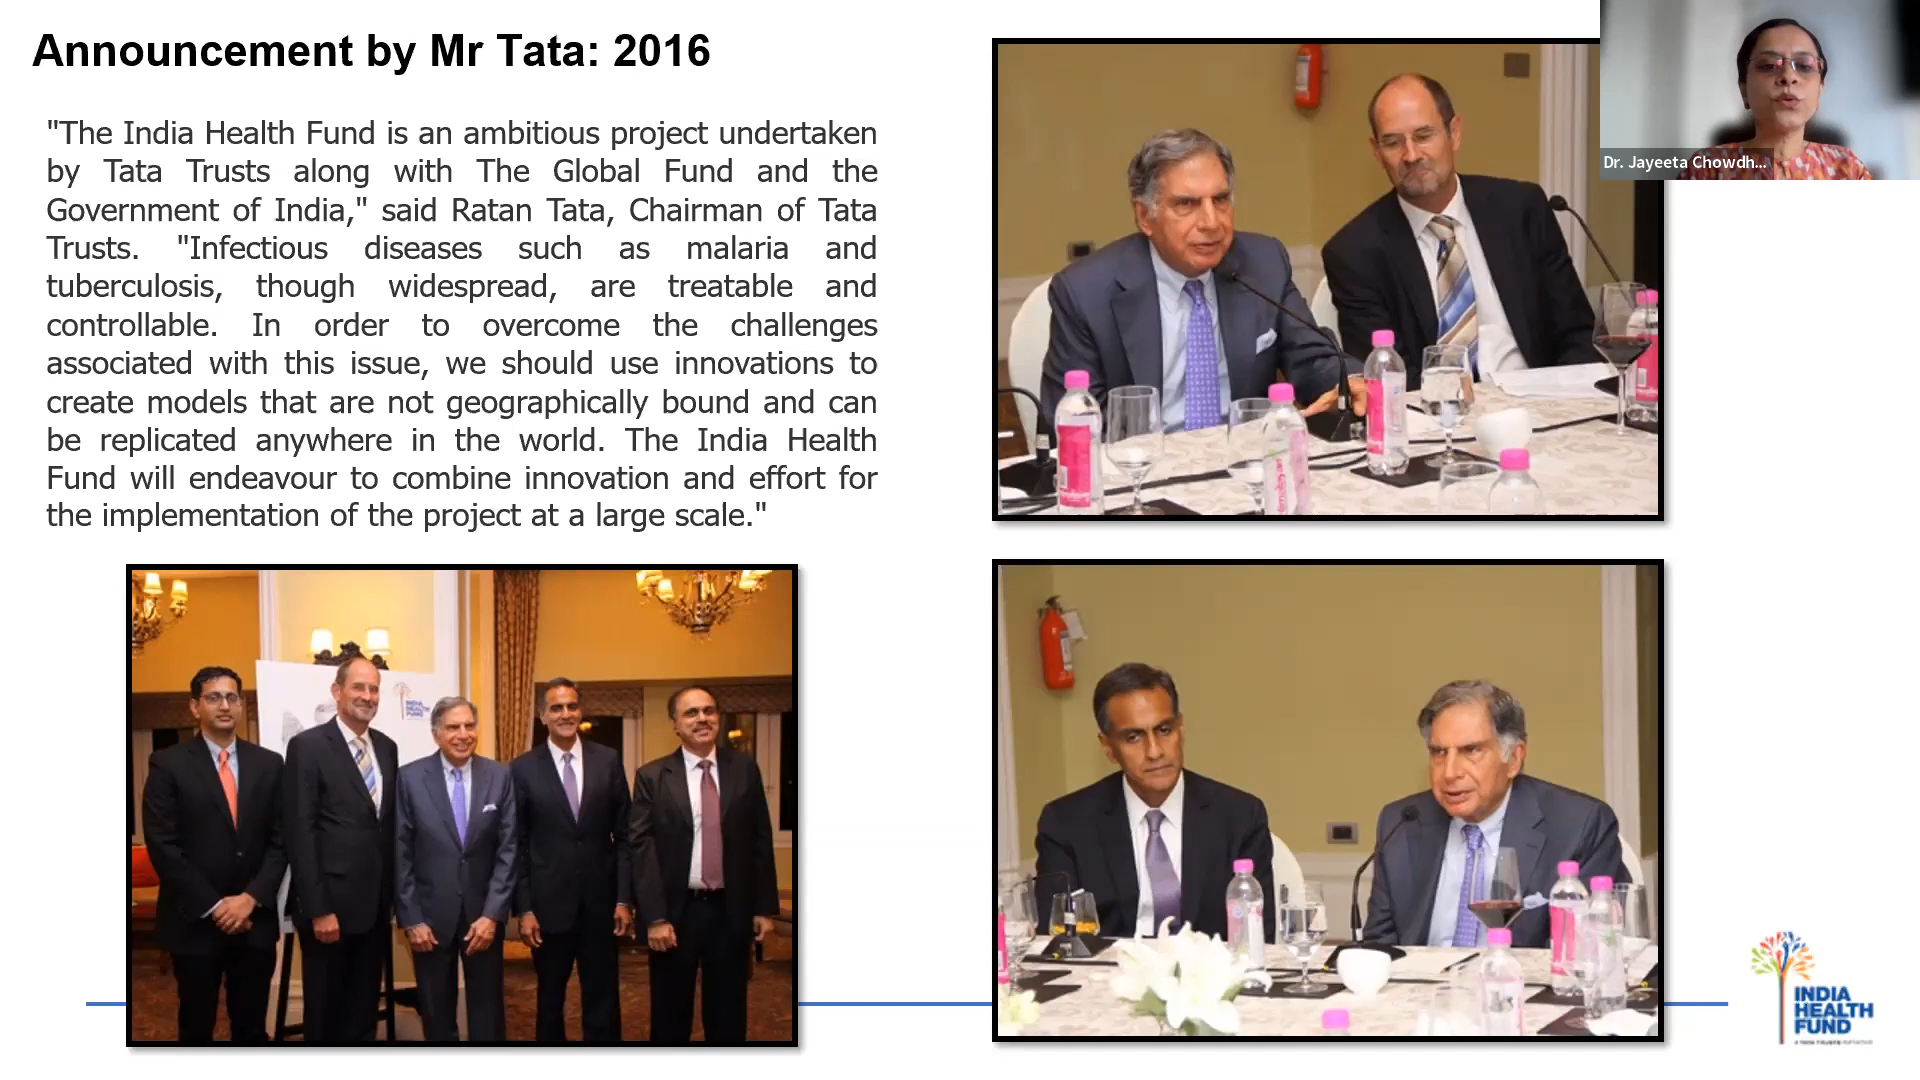 Announcement by Mr Tata: 2016
"The India Health Fund is an ambitious project undertaken
by Tata Trusts along with The Global Fund and the
Government of India," said Ratan Tata, Chairman of Tata
Trusts. "Infectious diseases such as malaria and
tuberculosis, though widespread, are treatable and
controllable. In order to overcome the challenges
associated with this issue, we should use innovations to
create models that are not geographically bound and can
be replicated anywhere in the world. The India Health
Fund will endeavour to combine innovation and effort for
the implementation of the project at a large scale."
Dr. Jayeeta Chowdh...
INDIA
HEALTH
FUND
INDIA
HEALTH
FUND